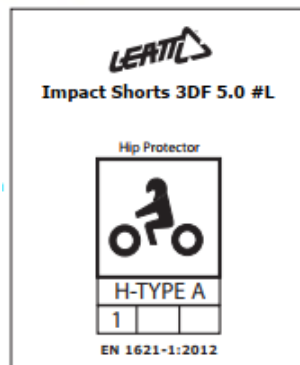 LEATT
Impact Shorts 3DF 5.0 #L
Hip Protector
H-TYPE A
1
EN 1621-1:2012